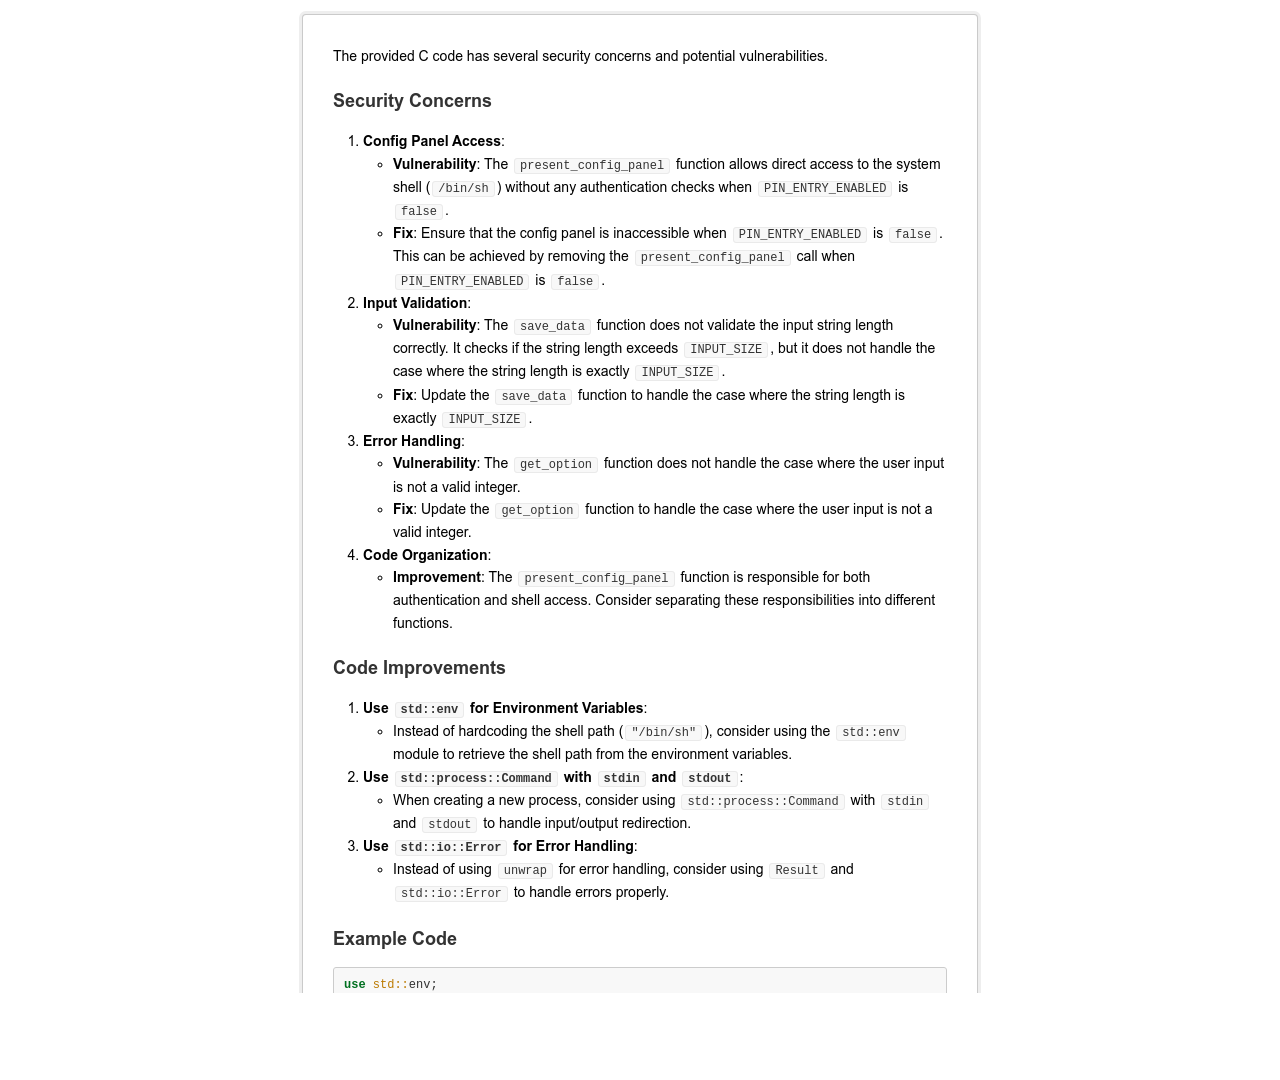 The provided C code has several security concerns and potential vulnerabilities.
Security Concerns
1. Config Panel Access:
Vulnerability: The present_config_panel function allows direct access to the system
shell ( /bin/sh ) without any authentication checks when PIN_ENTRY_ENABLED is
false .
Fix: Ensure that the config panel is inaccessible when PIN_ENTRY_ENABLED is false .
This can be achieved by removing the present_config_panel call when
PIN_ENTRY_ENABLED is false .
2. Input Validation:
Vulnerability: The save_data function does not validate the input string length
correctly. It checks if the string length exceeds INPUT_SIZE , but it does not handle the
case where the string length is exactly INPUT_SIZE .
Fix: Update the save_data function to handle the case where the string length is
exactly INPUT_SIZE .
3. Error Handling:
Vulnerability: The get_option function does not handle the case where the user input
is not a valid integer.
Fix: Update the get_option function to handle the case where the user input is not a
valid integer.
4. Code Organization:
Improvement: The present_config_panel function is responsible for both
authentication and shell access. Consider separating these responsibilities into different
functions.
Code Improvements
1. Use std::env for Environment Variables:
Instead of hardcoding the shell path ( "/bin/sh" ), consider using the std::env
module to retrieve the shell path from the environment variables.
2. Use std::process::Command with stdin and stdout :
When creating a new process, consider using std::process::Command with stdin
and stdout to handle input/output redirection.
3. Use std::io::Error for Error Handling:
Instead of using unwrap for error handling, consider using Result and
std::io::Error to handle errors properly.
Example Code
use std::env;